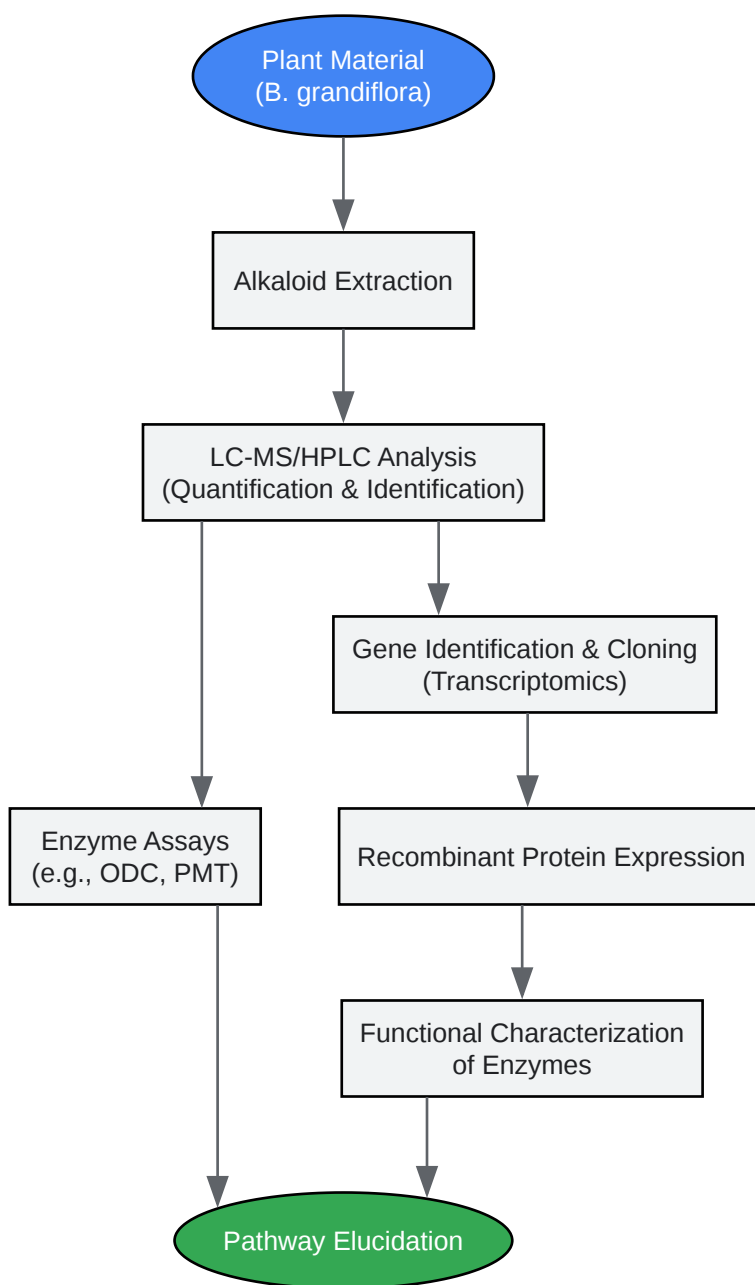 Plant Material
(B. grandiflora)
Alkaloid Extraction
LC-MS/HPLC Analysis
(Quantification & Identification)
Gene Identification & Cloning
(Transcriptomics)
Enzyme Assays
(e.g., ODC, PMT)
Recombinant Protein Expression
Functional Characterization
of Enzymes
Pathway Elucidation